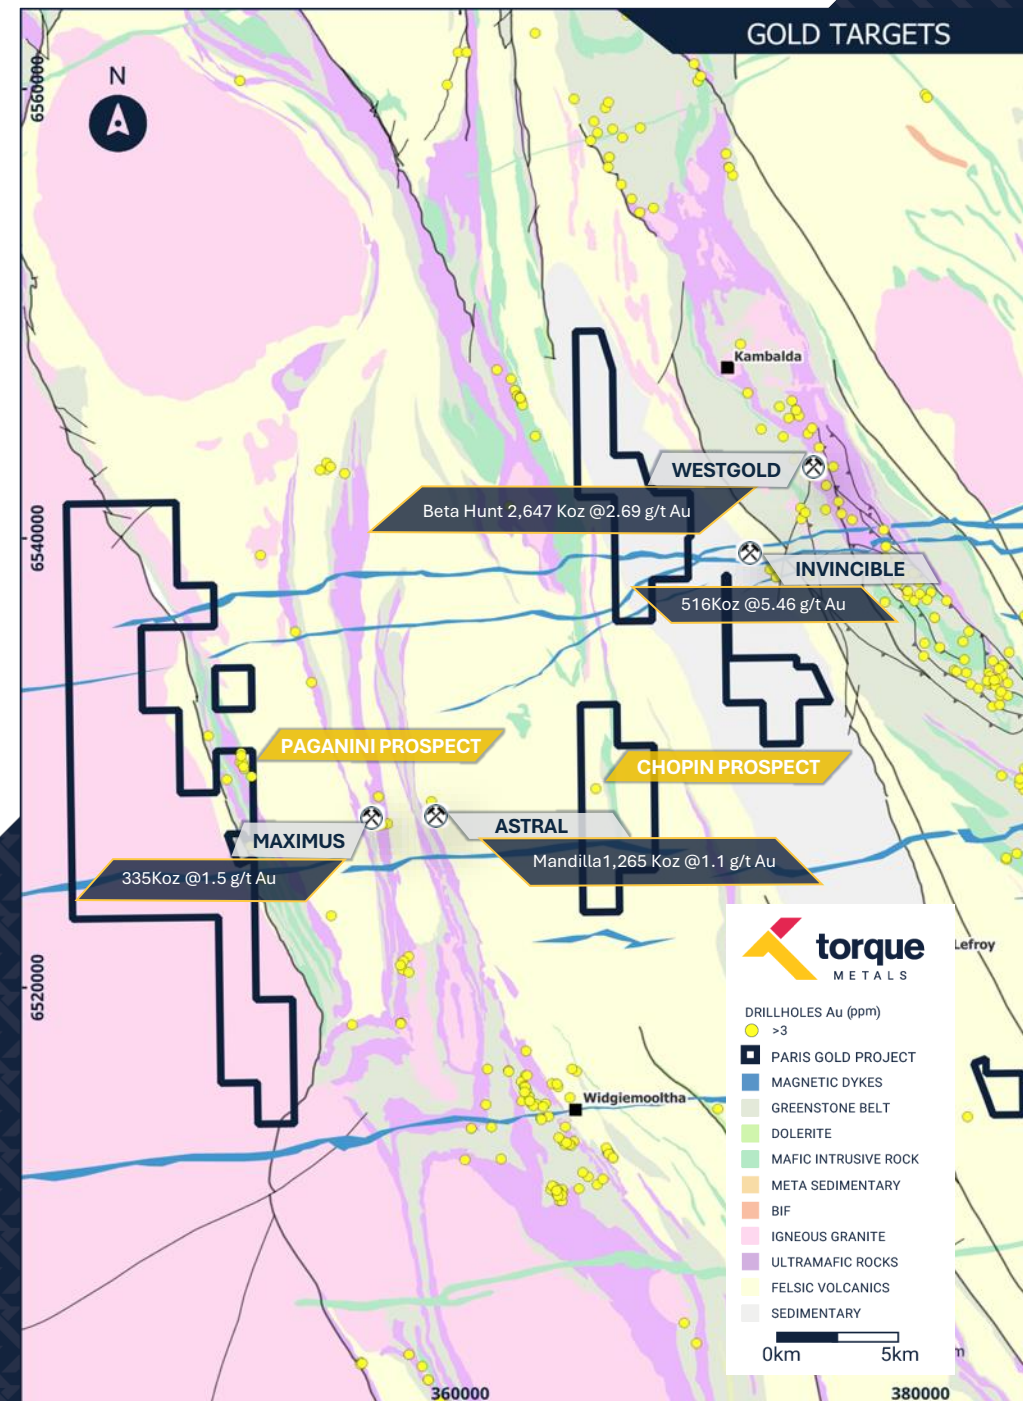 GOLD TARGETS
N
6560000
Kambalda
WESTGOLD
Beta Hunt 2,647 Koz @2.69 g/t Au
6540000
INVINCIBLE
516Koz @5.46 g/t Au
PAGANINI PROSPECT
CHOPIN PROSPECT
MAXIMUS
ASTRAL
335Koz @1.5 g/t Au
Mandilla1,265 Koz @1.1 g/t Au
6520000
Lefroy
torque
METALS
DRILLHOLES Au (ppm)
>3
PARIS GOLD PROJECT
MAGNETIC DYKES
GREENSTONE BELT
DOLERITE
MAFIC INTRUSIVE ROCK
META SEDIMENTARY
BIF
IGNEOUS GRANITE
ULTRAMAFIC ROCKS
FELSIC VOLCANICS
SEDIMENTARY
0km 5km
Widgiemooltha
360000
380000